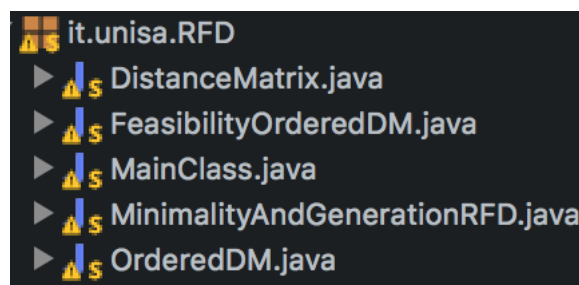 it.unisa.RFD
DistanceMatrix.java
FeasibilityOrderedDM.java
MainClass.java
MinimalityAndGenerationRFD.java
OrderedDM.java